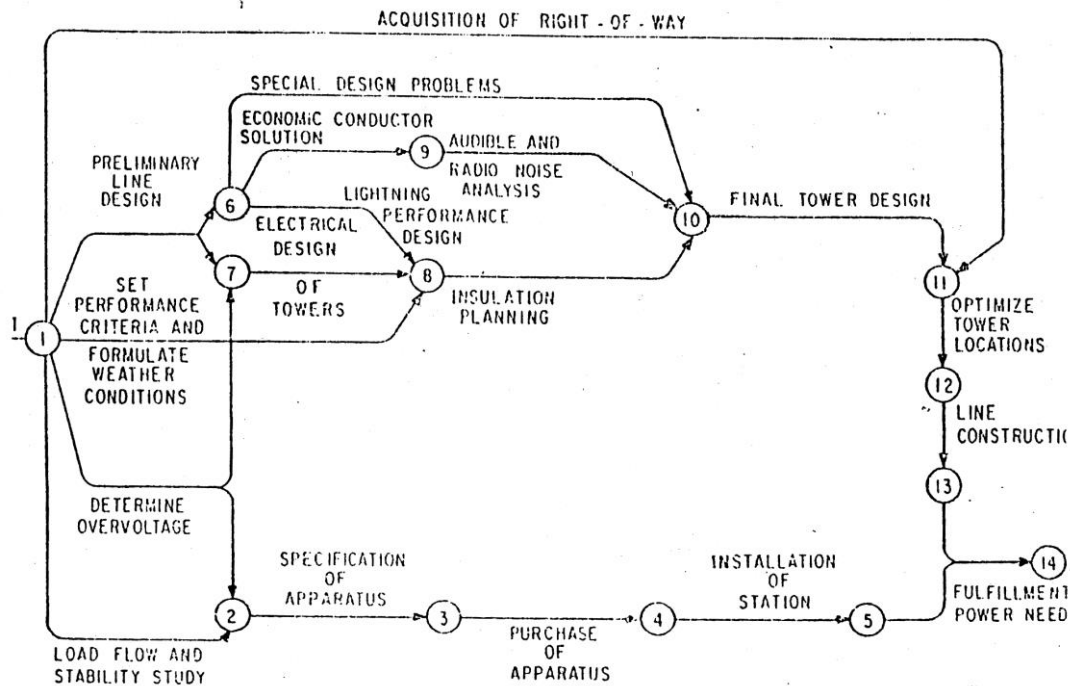 ACQUISITION OF RIGHT - OF - WAY
SPECIAL DESIGN PROBLEMS
ECONOMIC CONDUCTOR
SOLUTION
9
AUDIBLE AND
RADIO NOISE
ANALYSIS
PRELIMINARY
LINE
DESIGN
6
LIGHTNING
PERFORMANCE
DESIGN
10
FINAL TOWER DESIGN
ELECTRICAL
DESIGN
OF
TOWERS
7
8
INSULATION
PLANNING
11
OPTIMIZE
TOWER
LOCATIONS
1
SET
PERFORMANCE
CRITERIA AND
FORMULATE
WEATHER
CONDITIONS
12
LINE
CONSTRUCTI
13
DETERMINE
OVERVOLTAGE
SPECIFICATION
OF
APPARATUS
INSTALLATION
OF
STATION
14
FULFILLMENT
POWER NEED
2
3
4
5
PURCHASE
OF
APPARATUS
LOAD FLOW AND
STABILITY STUDY